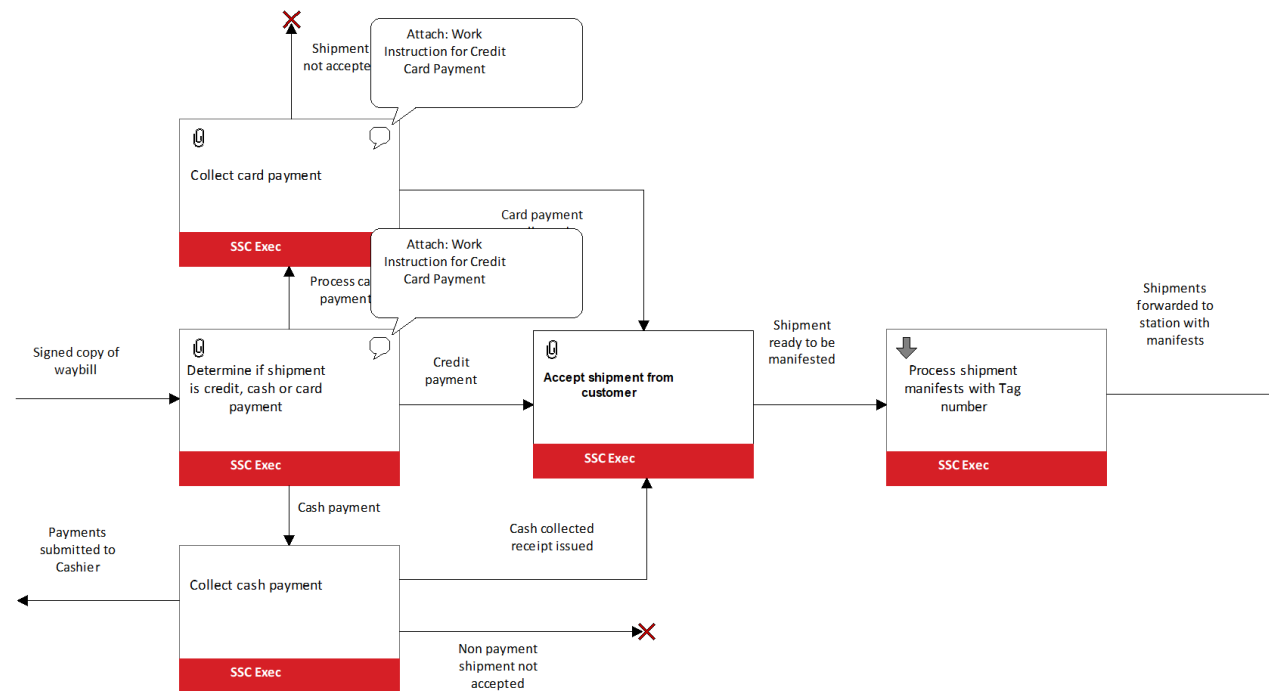 Shipment
not accepte
Attach: Work
Instruction for Credit
Card Payment
Collect card payment
SSC Exec
Card payment
Attach: Work
Instruction for Credit
Card Payment
Process ca
payment
Signed copy of
waybill
Determine if shipment
is credit, cash or card
payment
SSC Exec
Credit
payment
Accept shipment from
customer
SSC Exec
Shipment
ready to be
manifested
Process shipment
manifests with Tag
number
SSC Exec
Shipments
forwarded to
station with
manifests
Cash payment
Payments
submitted to
Cashier
Collect cash payment
SSC Exec
Cash collected
receipt issued
Non payment
shipment not
accepted